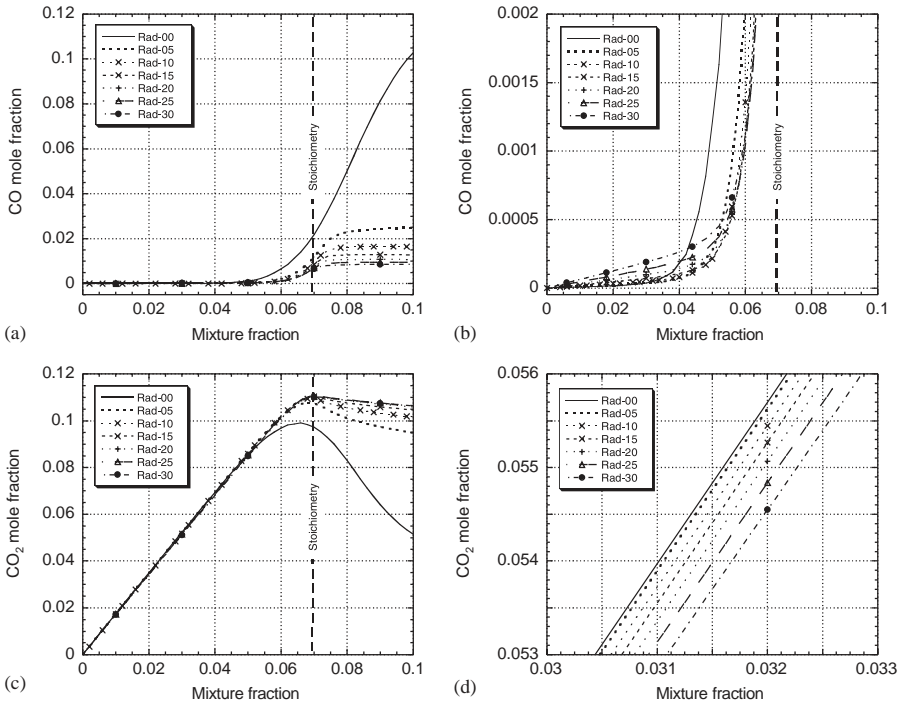 0.12
0.1
0.08
0.06
0.04
0.02
0
CO mole fraction
Rad-00
Rad-05
Rad-10
Rad-15
Rad-20
Rad-25
Rad-30
Stoichiometry
0
0.02
0.04
0.06
0.08
0.1
Mixture fraction
(a)
0.002
0.0015
0.001
0.0005
0
CO mole fraction
Rad-00
Rad-05
Rad-10
Rad-15
Rad-20
Rad-25
Rad-30
Stoichiometry
0
0.02
0.04
0.06
0.08
0.1
Mixture fraction
(b)
0.12
0.1
0.08
0.06
0.04
0.02
0
CO2 mole fraction
Rad-00
Rad-05
Rad-10
Rad-15
Rad-20
Rad-25
Rad-30
Stoichiometry
0
0.02
0.04
0.06
0.08
0.1
Mixture fraction
(c)
0.056
0.055
0.054
0.053
CO2 mole fraction
Rad-00
Rad-05
Rad-10
Rad-15
Rad-20
Rad-25
Rad-30
0.03
0.031
0.032
0.033
Mixture fraction
(d)